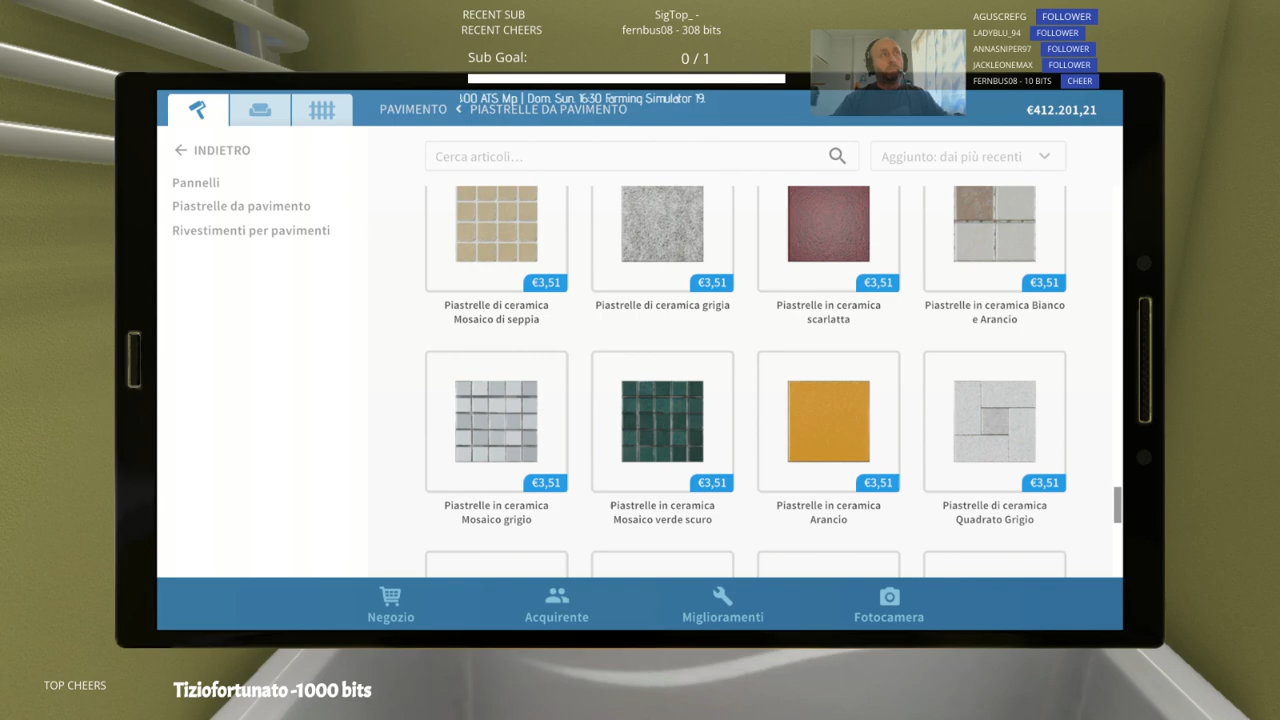 RECENT SUB
SigTop_ -
RECENT CHEERS
fernbus08 - 308 bits
Sub Goal:
0 / 1
AGUSCREFG FOLLOWER
LADYBLU_94 FOLLOWER
ANNASNIPER97 FOLLOWER
JACKLEONEMAX FOLLOWER
FERNBUS08 - 10 BITS CHEER
:00 ATS Mp | Dom. Sun. 16:30 Farming Simulator 19.
PAVIMENTO < PIASTRELLE DA PAVIMENTO
€412.201,21
INDIETRO
Pannelli
Piastrelle da pavimento
Rivestimenti per pavimenti
Cerca articoli...
Aggiunto: dai più recenti
€3,51
€3,51
€3,51
€3,51
Piastrelle di ceramica
Mosaico di seppia
Piastrelle di ceramica grigia
Piastrelle in ceramica
scarlatta
Piastrelle in ceramica Bianco
e Arancio
€3,51
€3,51
€3,51
€3,51
Piastrelle in ceramica
Mosaico grigio
Piastrelle in ceramica
Mosaico verde scuro
Piastrelle in ceramica
Arancio
Piastrelle di ceramica
Quadrato Grigio
Negozio
Acquirente
Miglioramenti
Fotocamera
TOP CHEERS
Tiziofortunato -1000 bits